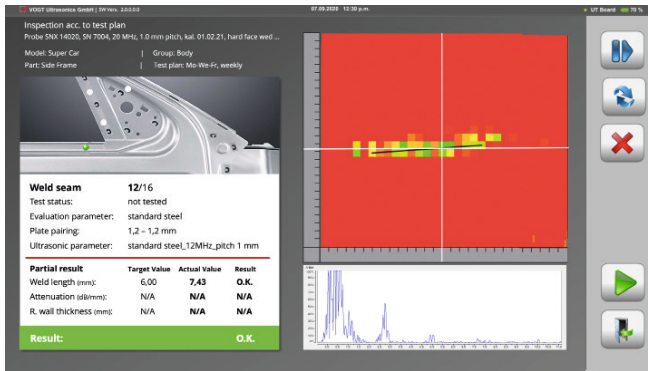 VOGT Ultrasonics GmbH | SW Vers. 2.0.0.0.0
07.09.2020 12:30 p.m.
UT Board 70 %
Inspection acc. to test plan
Probe SNX 14020, SN 7004, 20 MHz, 1.0 mm pitch, kal. 01.02.21, hard face wed ...
Model: Super Car | Group: Body
Part: Side Frame | Test plan: Mo-We-Fr, weekly
Weld seam 12/16
Test status: not tested
Evaluation parameter: standard steel
Plate pairing: 1,2 – 1,2 mm
Ultrasonic parameter: standard steel_12MHz_pitch 1 mm
Partial result Target Value Actual Value Result
Weld length (mm): 6,00 7,43 O.K.
Attenuation (dB/mm): N/A N/A N/A
R. wall thickness (mm): N/A N/A N/A
Result: O.K.